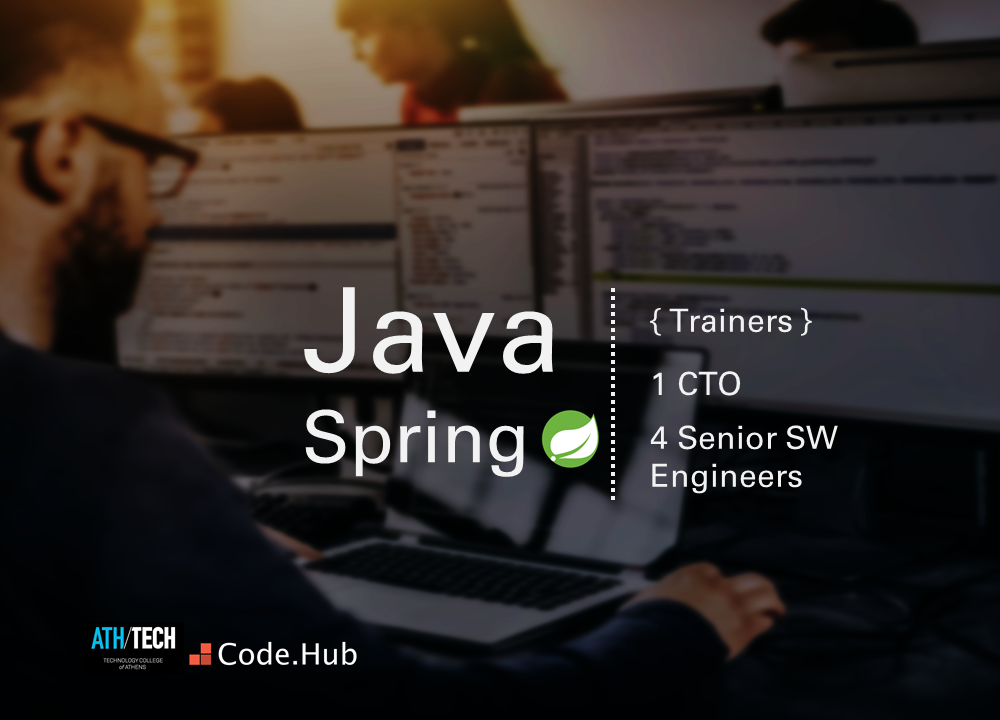 Java
Spring
{ Trainers }
1 CTO
4 Senior SW
Engineers
ATH/TECH
TECHNOLOGY COLLEGE
of ATHENS
Code.Hub